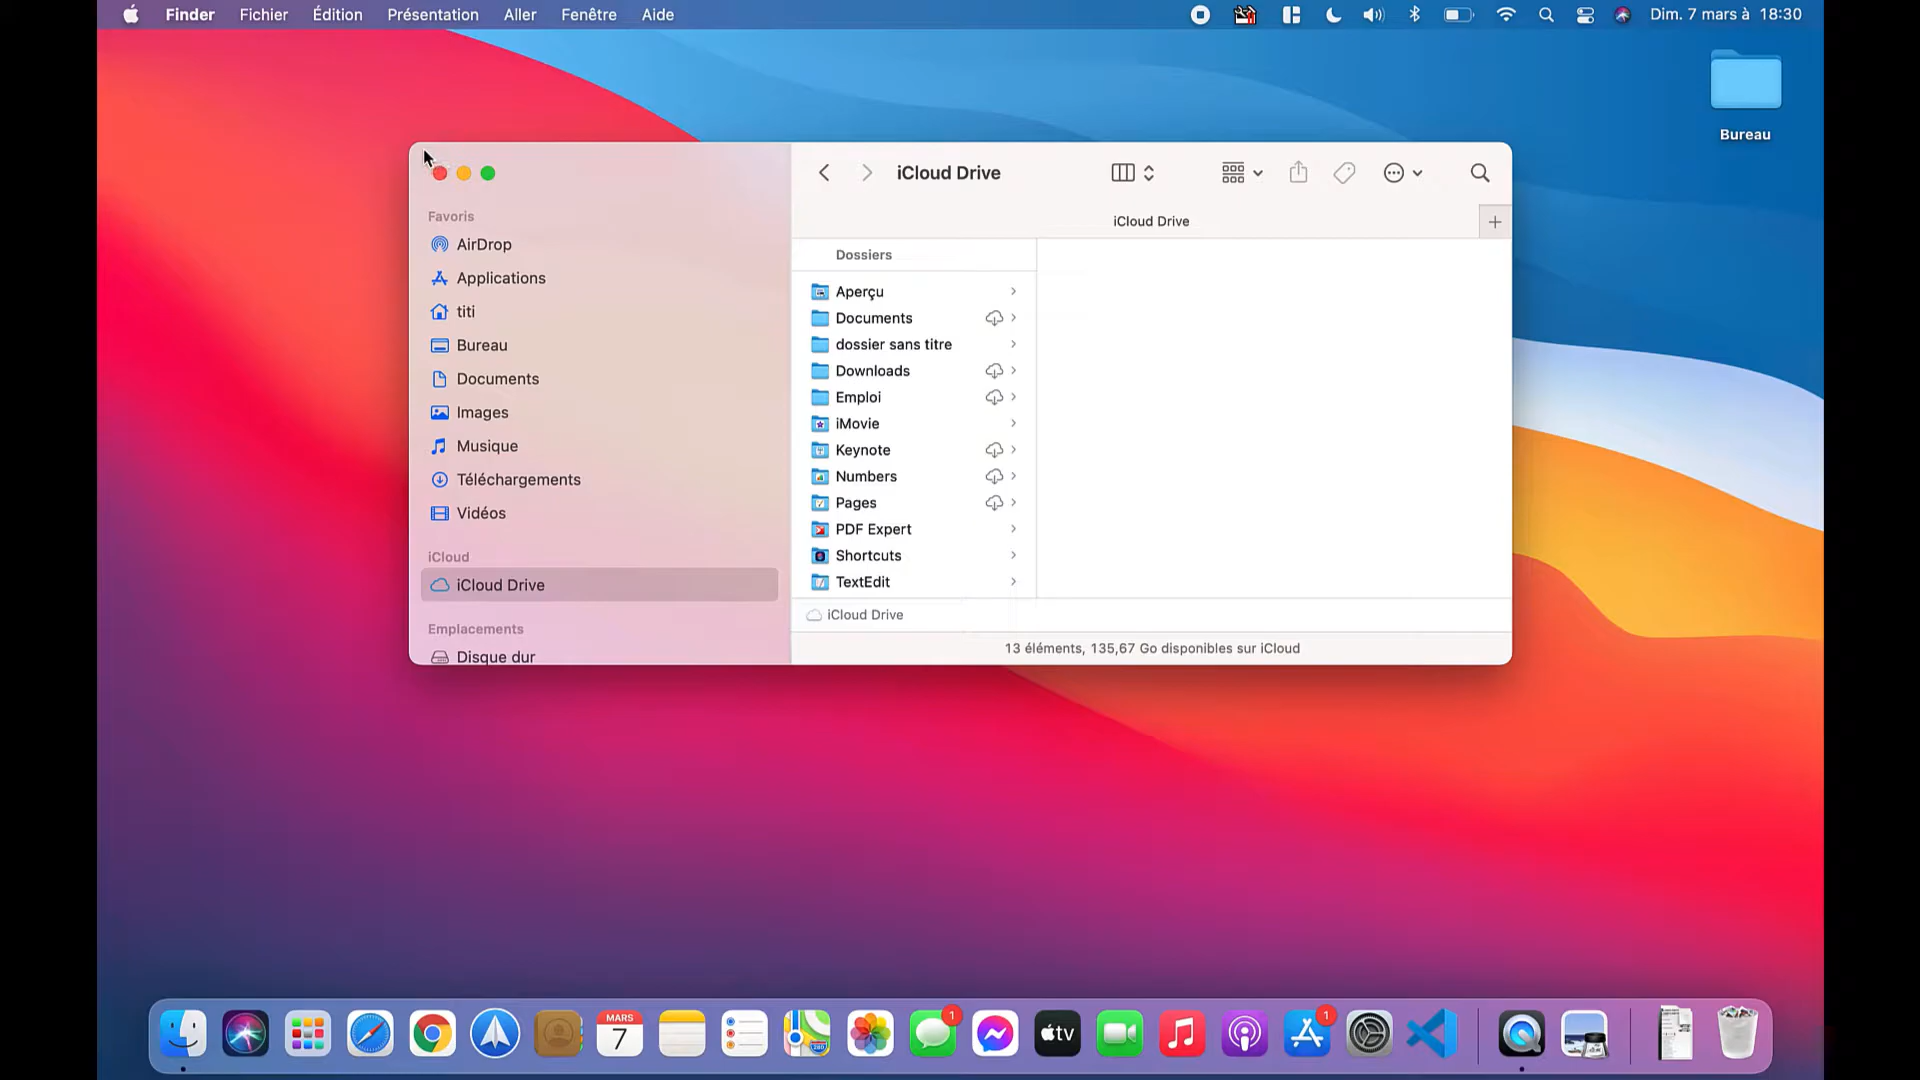 Finder Fichier Édition Présentation Aller Fenêtre Aide Dim. 7 mars à 18:30
Bureau
iCloud Drive
iCloud Drive
Favoris
AirDrop
Applications
titi
Bureau
Documents
Images
Musique
Téléchargements
Vidéos
iCloud
iCloud Drive
Emplacements
Disque dur
Dossiers
Aperçu
Documents
dossier sans titre
Downloads
Emploi
iMovie
Keynote
Numbers
Pages
PDF Expert
Shortcuts
TextEdit
iCloud Drive
13 éléments, 135,67 Go disponibles sur iCloud
MARS
7
280
1
tv
1